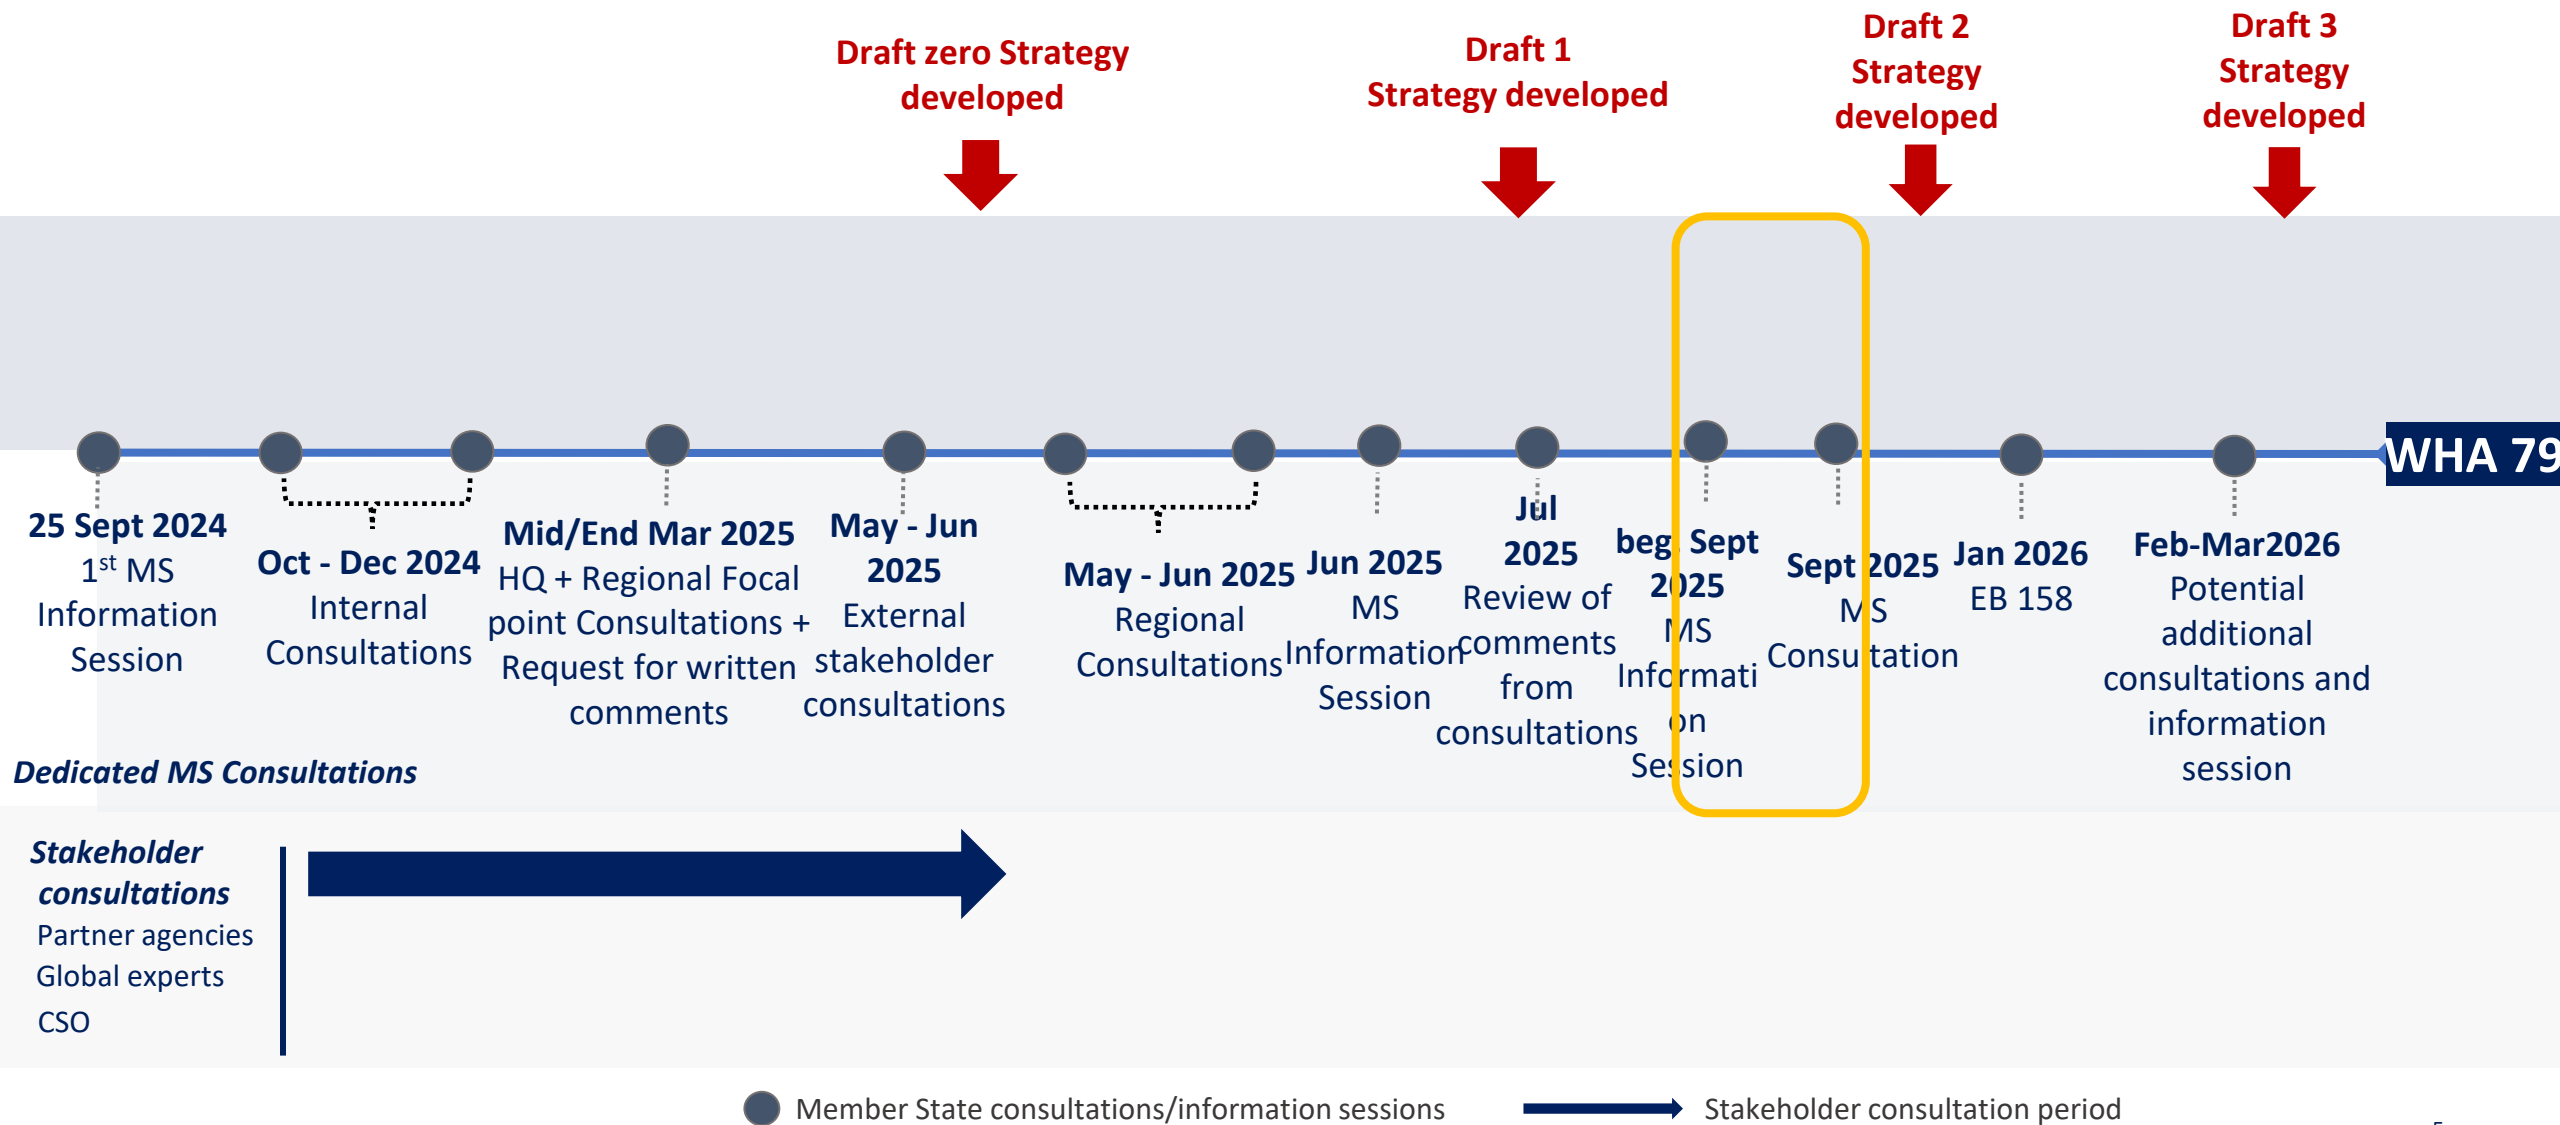 Draft zero Strategy
developed
Draft 1
Strategy developed
Draft 2
Strategy
developed
Draft 3
Strategy
developed
WHA 79
25 Sept 2024
1st MS
Information
Session
Oct - Dec 2024
Internal
Consultations
Mid/End Mar 2025
HQ + Regional Focal
point Consultations +
Request for written
comments
May - Jun
2025
External
stakeholder
consultations
May - Jun 2025
Regional
Consultations
Jun 2025
MS
Information
Session
Jul
2025
Review of
comments
from
consultations
beg. Sept
2025
MS
Informati
on
Session
Sept 2025
MS
Consultation
Jan 2026
EB 158
Feb-Mar2026
Potential
additional
consultations and
information
session
Dedicated MS Consultations
Stakeholder
consultations
Partner agencies
Global experts
CSO
Member State consultations/information sessions
Stakeholder consultation period